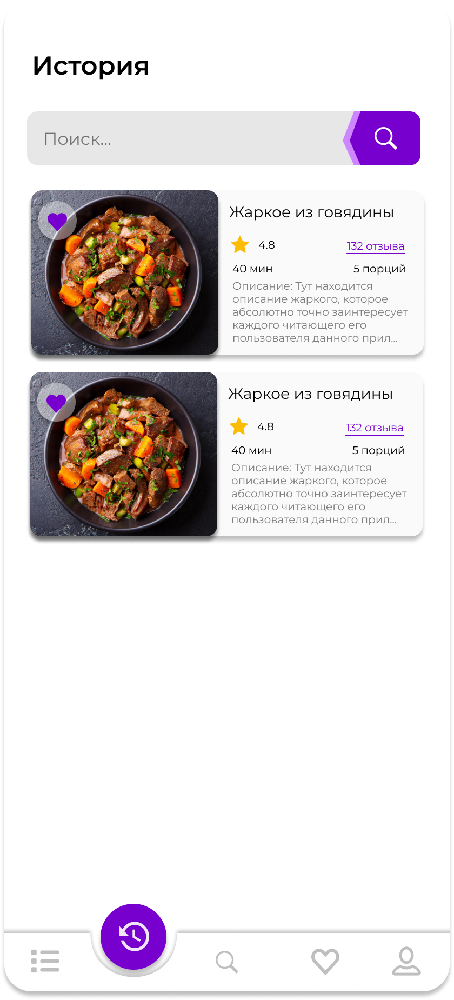 История
Поиск...
Жаркое из говядины
4.8
132 отзыва
40 мин
5 порций
Описание: Тут находится
описание жаркого, которое
абсолютно точно заинтересует
каждого читающего его
пользователя данного прил...
Жаркое из говядины
4.8
132 отзыва
40 мин
5 порций
Описание: Тут находится
описание жаркого, которое
абсолютно точно заинтересует
каждого читающего его
пользователя данного прил...